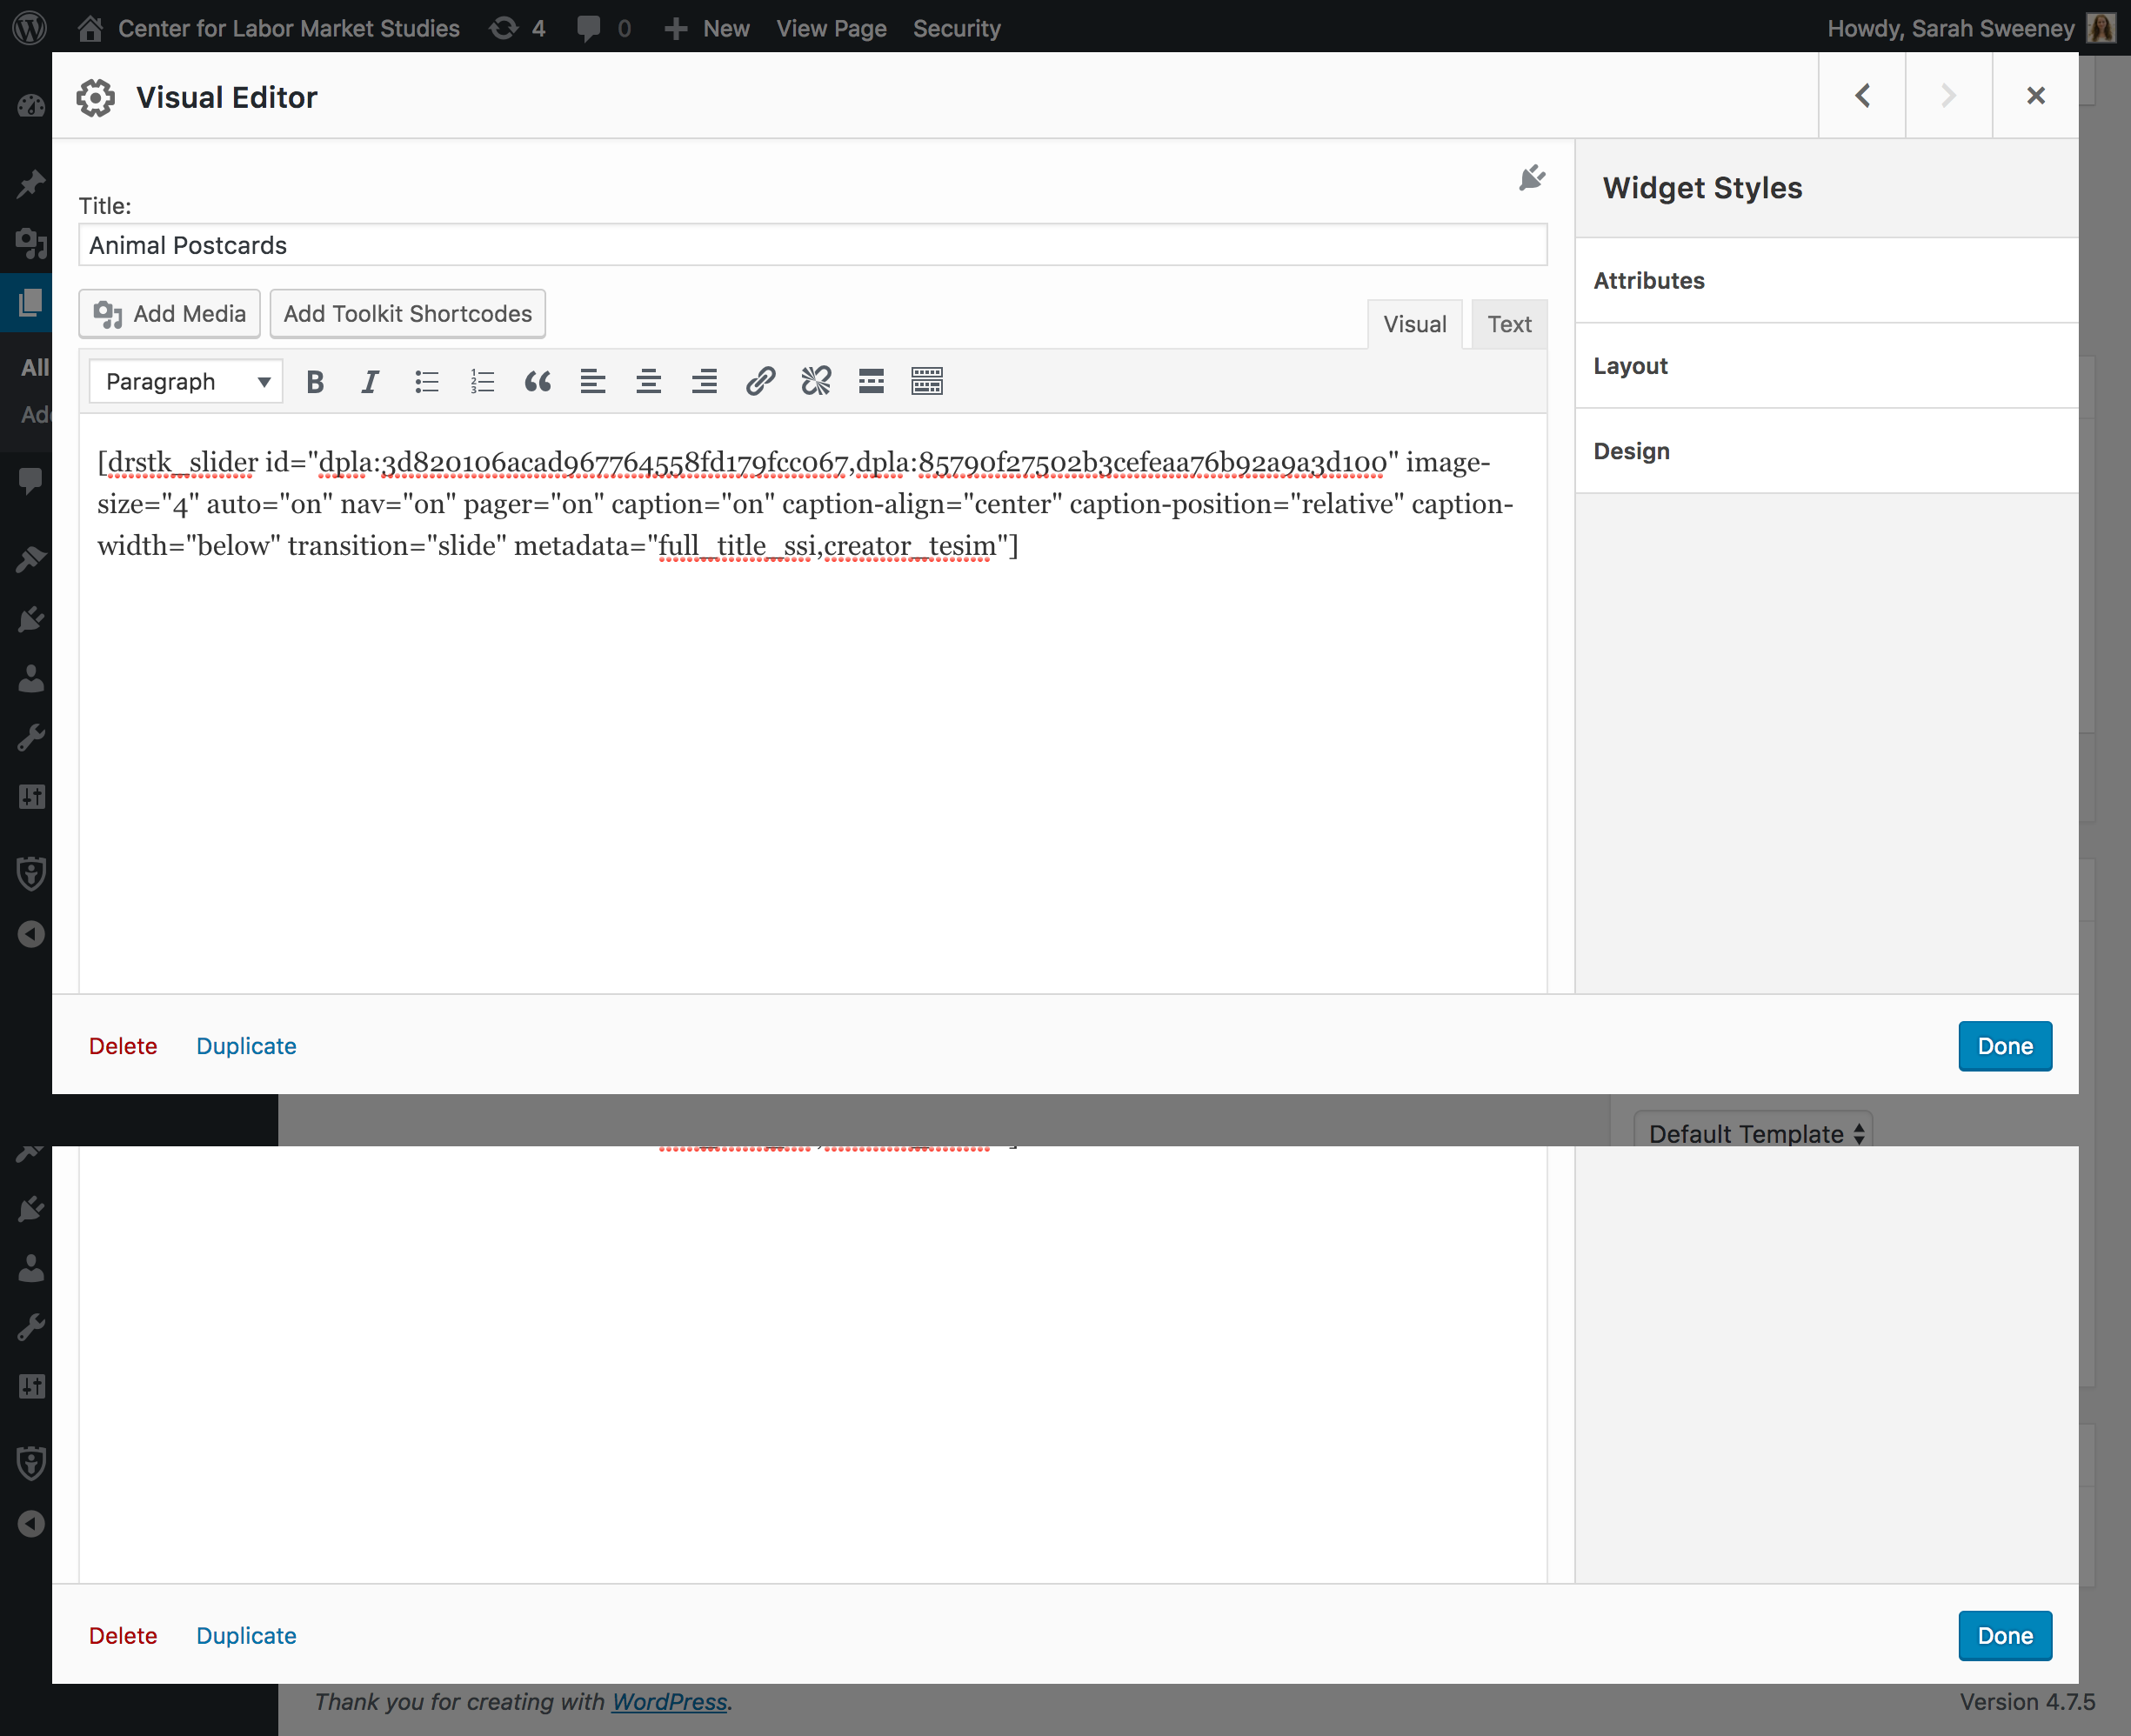 Center for Labor Market Studies 4 0 New View Page Security Howdy, Sarah Sweeney
Visual Editor
Title:
Animal Postcards
Add Media Add Toolkit Shortcodes Visual Text
Paragraph
[drstk_slider id="dpla:3d820106acad967764558fd179fcc067,dpla:85790f27502b3cefeaa76b92a9a3d100" image-
size="4" auto="on" nav="on" pager="on" caption="on" caption-align="center" caption-position="relative" caption-
width="below" transition="slide" metadata="full_title_ssi,creator_tesim"]
Widget Styles
Attributes
Layout
Design
All
Delete Duplicate Done
Default Template
Delete Duplicate Done
Thank you for creating with WordPress. Version 4.7.5